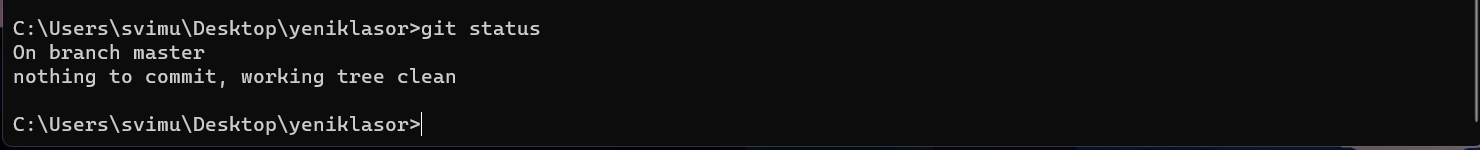 C:\Users\svimu\Desktop\yeniklasor>git status
On branch master
nothing to commit, working tree clean
C:\Users\svimu\Desktop\yeniklasor>